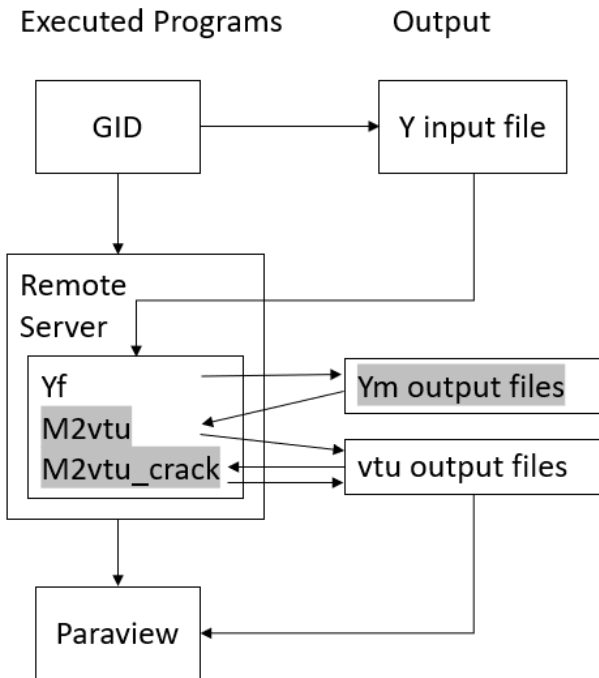 Executed Programs
Output
GID
Y input file
Remote
Server
Yf
Ym output files
M2vtu
M2vtu_crack
vtu output files
Paraview